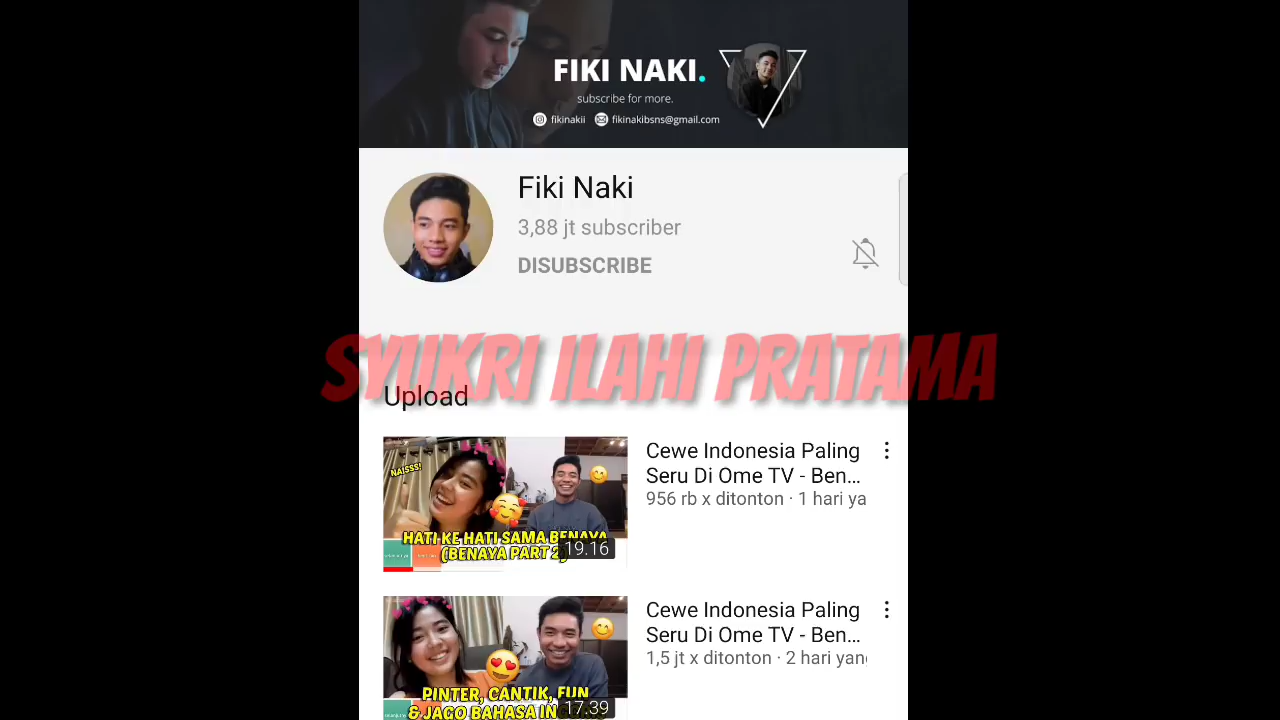 FIKI NAKI.
subscribe for more.
fikinakii fikinakibsns@gmail.com
Fiki Naki
3,88 jt subscriber
DISUBSCRIBE
SYUKRI ILAHI PRATAMA
Upload
NAISSS!
HATI KE HATI SAMA BENAYA
(BENAYA PART 2)
19.16
Cewe Indonesia Paling
Seru Di Ome TV - Ben...
956 rb x ditonton · 1 hari ya
PINTER, CANTIK, FUN
& JAGO BAHASA
17.39
Cewe Indonesia Paling
Seru Di Ome TV - Ben...
1,5 jt x ditonton · 2 hari yan